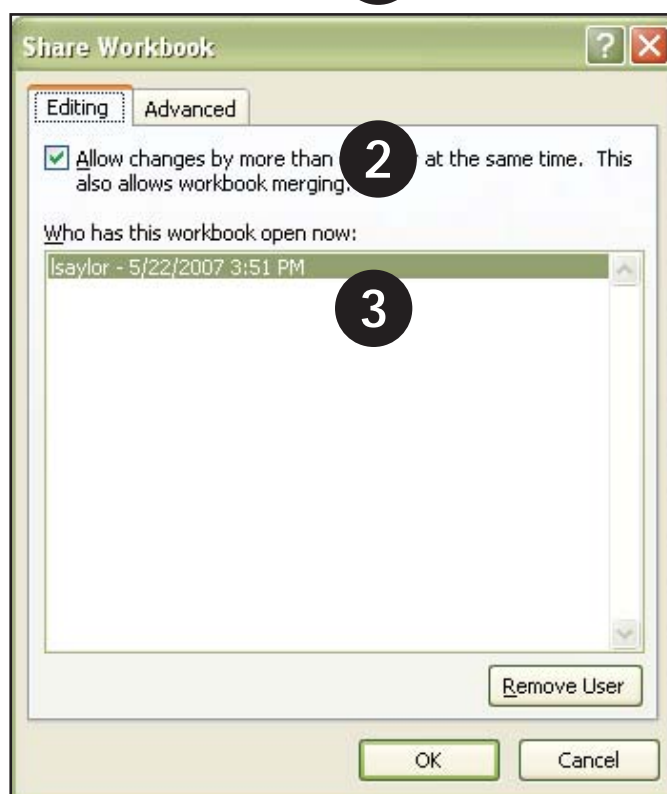 Share Workbook
Editing Advanced
Allow changes by more than 2 at the same time. This
also allows workbook merging.
Who has this workbook open now:
lsaylor - 5/22/2007 3:51 PM
3
Remove User
OK Cancel